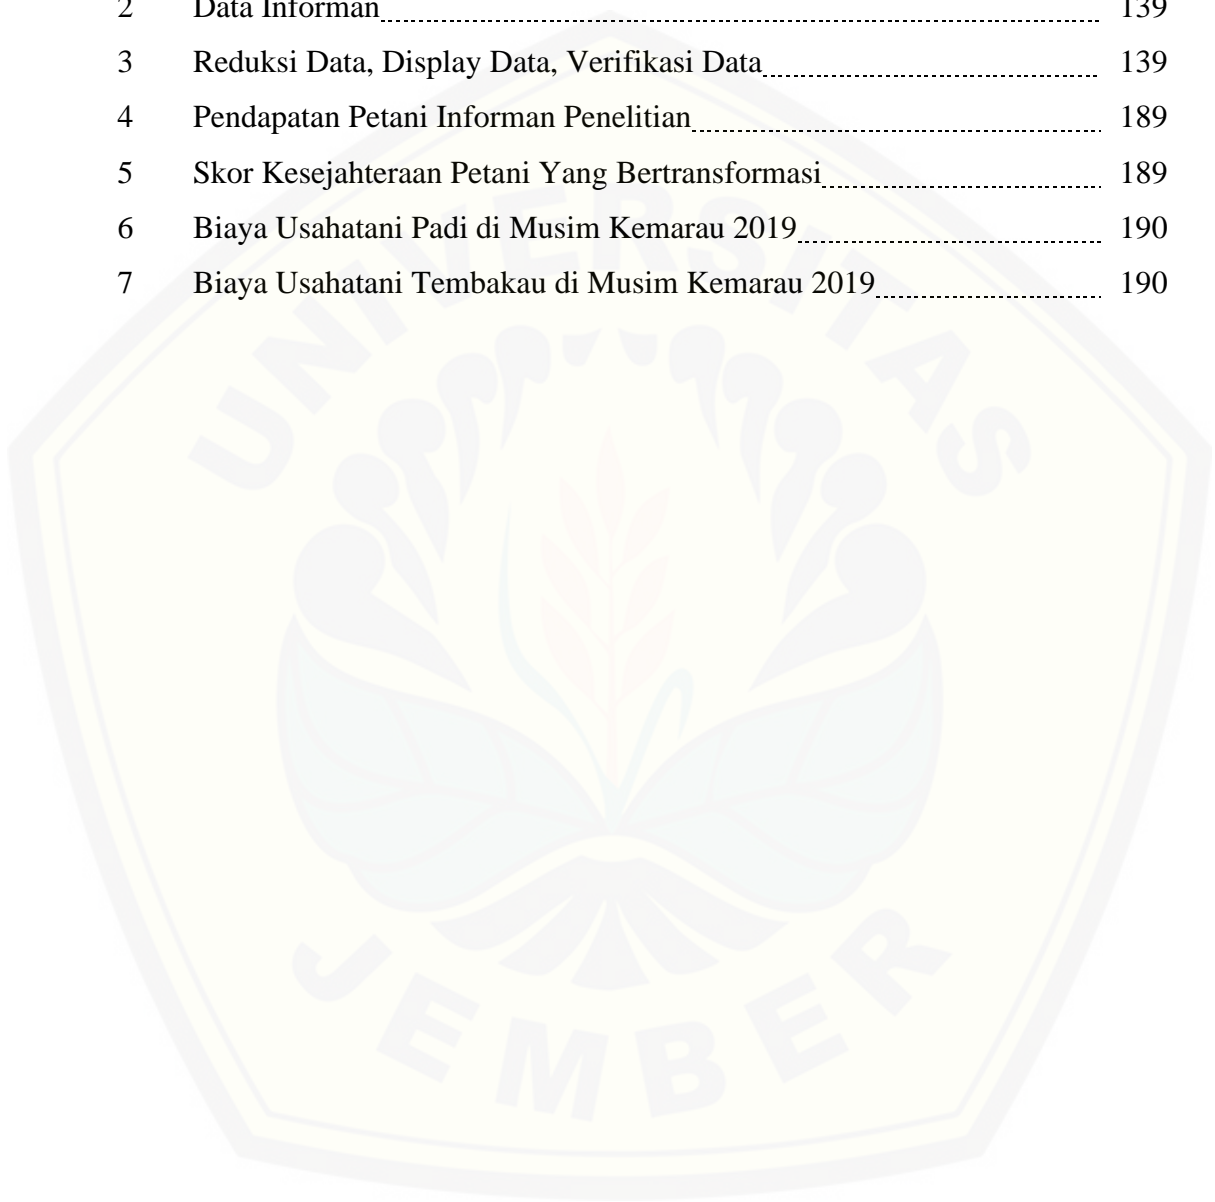 2 Data Informan 139
3 Reduksi Data, Display Data, Verifikasi Data 139
4 Pendapatan Petani Informan Penelitian 189
5 Skor Kesejahteraan Petani Yang Bertransformasi 189
6 Biaya Usahatani Padi di Musim Kemarau 2019 190
7 Biaya Usahatani Tembakau di Musim Kemarau 2019 190
UNIVERSITAS
JEMBER